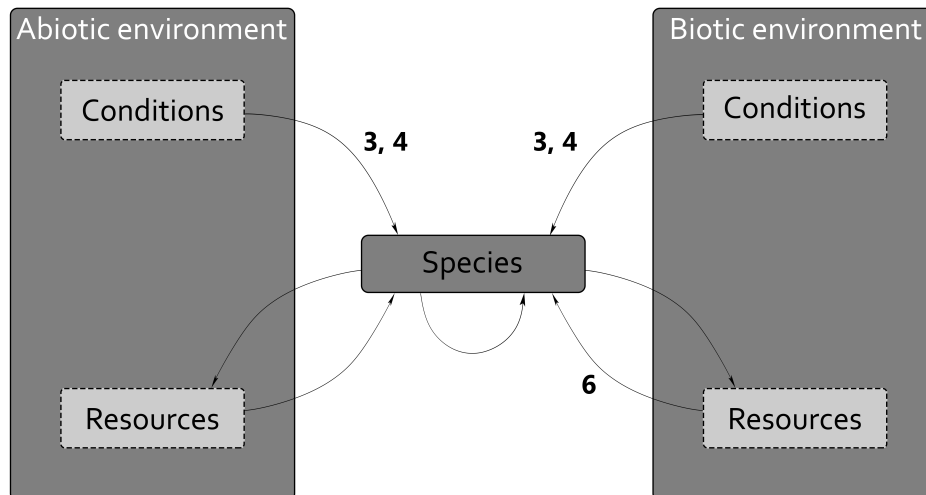 Abiotic environment
Biotic environment
Conditions
Conditions
3, 4
3, 4
Species
6
Resources
Resources